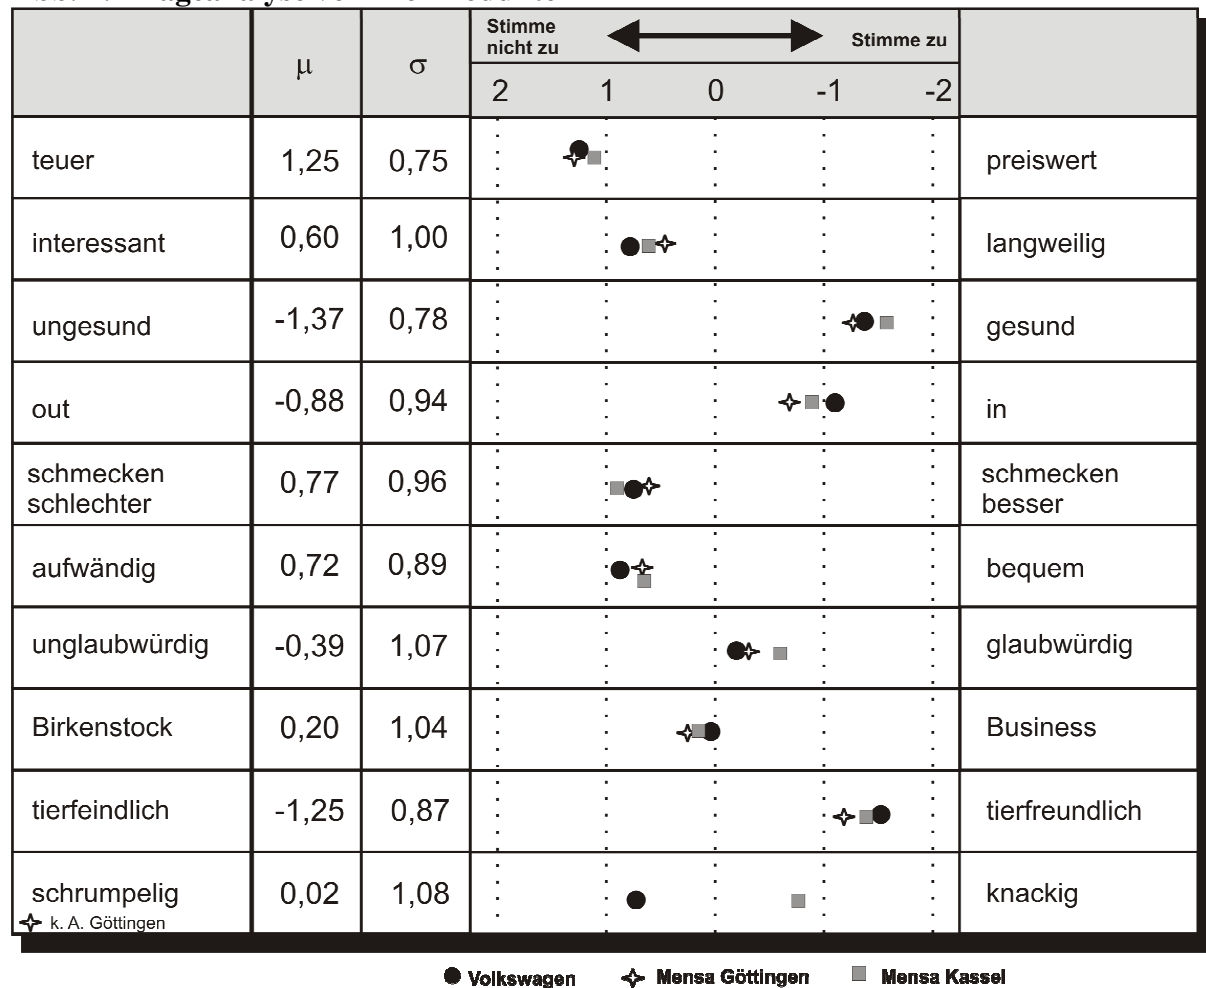 Stimme
nicht zu
Stimme zu
μ σ
2 1 0 -1 -2
teuer 1,25 0,75 preiswert
interessant 0,60 1,00 langweilig
ungesund -1,37 0,78 gesund
out -0,88 0,94 in
schmecken
schlechter 0,77 0,96 schmecken
besser
aufwändig 0,72 0,89 bequem
unglaubwürdig -0,39 1,07 glaubwürdig
Birkenstock 0,20 1,04 Business
tierfeindlich -1,25 0,87 tierfreundlich
schrumpelig 0,02 1,08 knackig
k. A. Göttingen
Volkswagen Mensa Göttingen Mensa Kassel